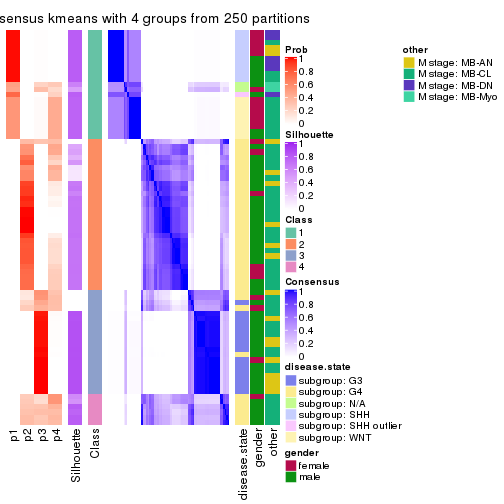 sensus kmeans with 4 groups from 250 partitions
Prob
1
0.8
0.6
0.4
0.2
0
Silhouette
1
0.8
0.6
0.4
0.2
0
Class
1
2
3
4
Consensus
1
0.8
0.6
0.4
0.2
0
disease.state
subgroup: G3
subgroup: G4
subgroup: N/A
subgroup: SHH
subgroup: SHH outlier
subgroup: WNT
gender
female
male
other
M stage: MB-AN
M stage: MB-CL
M stage: MB-DN
M stage: MB-Myo
p1
p2
p3
p4
Silhouette
Class
disease.state
gender
other